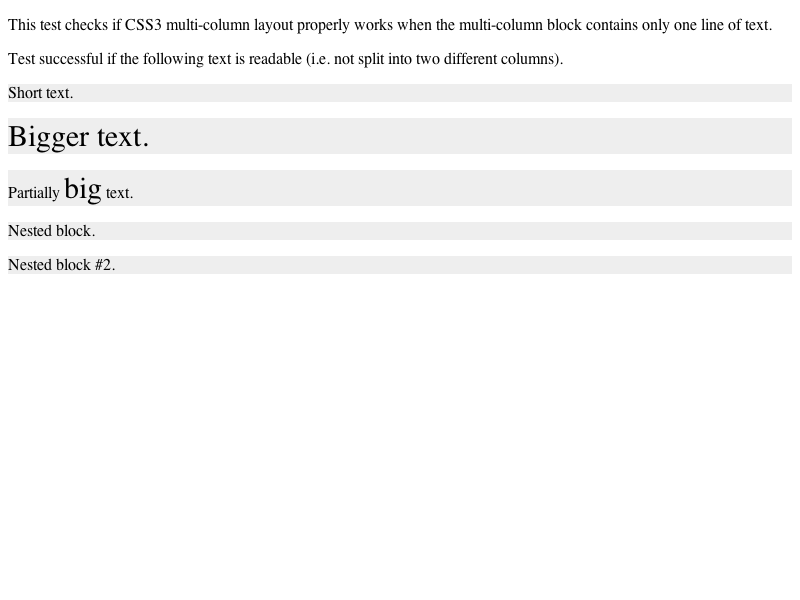 This test checks if CSS3 multi-column layout properly works when the multi-column block contains only one line of text.
Test successful if the following text is readable (i.e. not split into two different columns).
Short text.
Bigger text.
Partially big text.
Nested block.
Nested block #2.